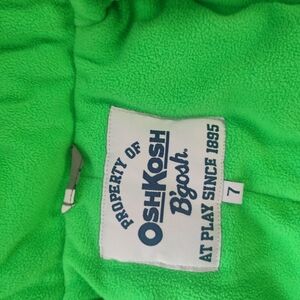 PROPERTY OF
OSHKOSH
B'gosh.
AT PLAY SINCE 1895
7